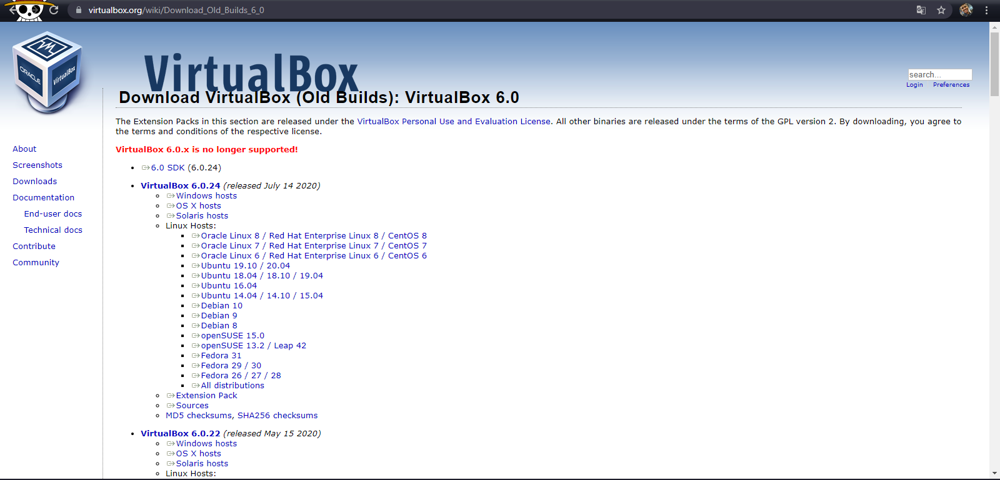 virtualbox.org/wiki/Download_Old_Builds_6_0
ORACLE
VirtualBox
VirtualBox
search...
Login Preferences
Download VirtualBox (Old Builds): VirtualBox 6.0
The Extension Packs in this section are released under the VirtualBox Personal Use and Evaluation License. All other binaries are released under the terms of the GPL version 2. By downloading, you agree to
the terms and conditions of the respective license.
About
Screenshots
Downloads
Documentation
End-user docs
Technical docs
Contribute
Community
VirtualBox 6.0.x is no longer supported!
6.0 SDK (6.0.24)
VirtualBox 6.0.24 (released July 14 2020)
Windows hosts
OS X hosts
Solaris hosts
Linux Hosts:
Oracle Linux 8 / Red Hat Enterprise Linux 8 / CentOS 8
Oracle Linux 7 / Red Hat Enterprise Linux 7 / CentOS 7
Oracle Linux 6 / Red Hat Enterprise Linux 6 / CentOS 6
Ubuntu 19.10 / 20.04
Ubuntu 18.04 / 18.10 / 19.04
Ubuntu 16.04
Ubuntu 14.04 / 14.10 / 15.04
Debian 10
Debian 9
Debian 8
openSUSE 15.0
openSUSE 13.2 / Leap 42
Fedora 31
Fedora 29 / 30
Fedora 26 / 27 / 28
All distributions
Extension Pack
Sources
MD5 checksums, SHA256 checksums
VirtualBox 6.0.22 (released May 15 2020)
Windows hosts
OS X hosts
Solaris hosts
Linux Hosts: